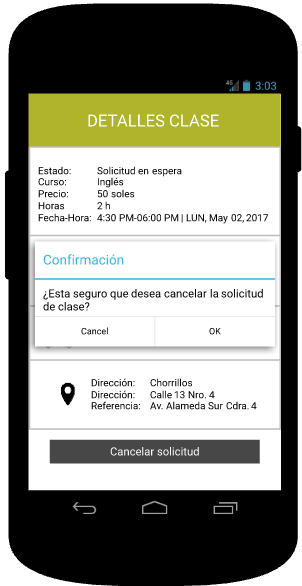 4G 3:03
DETALLES CLASE
Estado: Solicitud en espera
Curso: Inglés
Precio: 50 soles
Horas 2 h
Fecha-Hora: 4:30 PM-06:00 PM | LUN, May 02, 2017
Confirmación
¿Esta seguro que desea cancelar la solicitud
de clase?
Cancel OK
Dirección: Chorrillos
Dirección: Calle 13 Nro. 4
Referencia: Av. Alameda Sur Cdra. 4
Cancelar solicitud